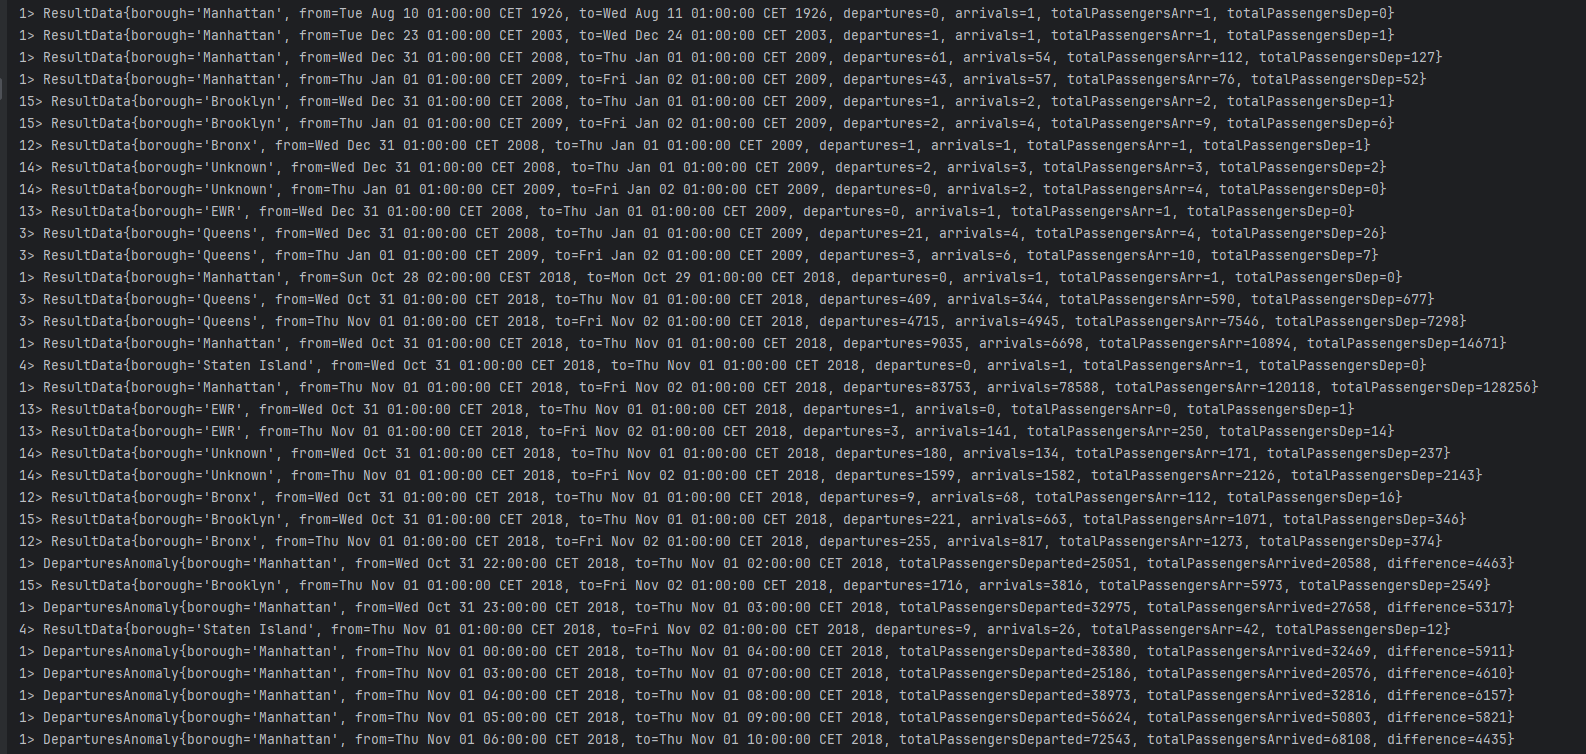 1> ResultData{borough='Manhattan', from=Tue Aug 10 01:00:00 CET 1926, to=Wed Aug 11 01:00:00 CET 1926, departures=0, arrivals=1, totalPassengersArr=1, totalPassengersDep=0}
1> ResultData{borough='Manhattan', from=Tue Dec 23 01:00:00 CET 2003, to=Wed Dec 24 01:00:00 CET 2003, departures=1, arrivals=1, totalPassengersArr=1, totalPassengersDep=1}
1> ResultData{borough='Manhattan', from=Wed Dec 31 01:00:00 CET 2008, to=Thu Jan 01 01:00:00 CET 2009, departures=61, arrivals=54, totalPassengersArr=112, totalPassengersDep=127}
1> ResultData{borough='Manhattan', from=Thu Jan 01 01:00:00 CET 2009, to=Fri Jan 02 01:00:00 CET 2009, departures=43, arrivals=57, totalPassengersArr=76, totalPassengersDep=52}
15> ResultData{borough='Brooklyn', from=Wed Dec 31 01:00:00 CET 2008, to=Thu Jan 01 01:00:00 CET 2009, departures=1, arrivals=2, totalPassengersArr=2, totalPassengersDep=1}
15> ResultData{borough='Brooklyn', from=Thu Jan 01 01:00:00 CET 2009, to=Fri Jan 02 01:00:00 CET 2009, departures=2, arrivals=4, totalPassengersArr=9, totalPassengersDep=6}
12> ResultData{borough='Bronx', from=Wed Dec 31 01:00:00 CET 2008, to=Thu Jan 01 01:00:00 CET 2009, departures=1, arrivals=1, totalPassengersArr=1, totalPassengersDep=1}
14> ResultData{borough='Unknown', from=Wed Dec 31 01:00:00 CET 2008, to=Thu Jan 01 01:00:00 CET 2009, departures=2, arrivals=3, totalPassengersArr=3, totalPassengersDep=2}
14> ResultData{borough='Unknown', from=Thu Jan 01 01:00:00 CET 2009, to=Fri Jan 02 01:00:00 CET 2009, departures=0, arrivals=2, totalPassengersArr=4, totalPassengersDep=0}
13> ResultData{borough='EWR', from=Wed Dec 31 01:00:00 CET 2008, to=Thu Jan 01 01:00:00 CET 2009, departures=0, arrivals=1, totalPassengersArr=1, totalPassengersDep=0}
3> ResultData{borough='Queens', from=Wed Dec 31 01:00:00 CET 2008, to=Thu Jan 01 01:00:00 CET 2009, departures=21, arrivals=4, totalPassengersArr=4, totalPassengersDep=26}
3> ResultData{borough='Queens', from=Thu Jan 01 01:00:00 CET 2009, to=Fri Jan 02 01:00:00 CET 2009, departures=3, arrivals=6, totalPassengersArr=10, totalPassengersDep=7}
1> ResultData{borough='Manhattan', from=Sun Oct 28 02:00:00 CEST 2018, to=Mon Oct 29 01:00:00 CET 2018, departures=0, arrivals=1, totalPassengersArr=1, totalPassengersDep=0}
3> ResultData{borough='Queens', from=Wed Oct 31 01:00:00 CET 2018, to=Thu Nov 01 01:00:00 CET 2018, departures=409, arrivals=344, totalPassengersArr=590, totalPassengersDep=677}
3> ResultData{borough='Queens', from=Thu Nov 01 01:00:00 CET 2018, to=Fri Nov 02 01:00:00 CET 2018, departures=4715, arrivals=4945, totalPassengersArr=7546, totalPassengersDep=7298}
1> ResultData{borough='Manhattan', from=Wed Oct 31 01:00:00 CET 2018, to=Thu Nov 01 01:00:00 CET 2018, departures=9035, arrivals=6698, totalPassengersArr=10894, totalPassengersDep=14671}
4> ResultData{borough='Staten Island', from=Wed Oct 31 01:00:00 CET 2018, to=Thu Nov 01 01:00:00 CET 2018, departures=0, arrivals=1, totalPassengersArr=1, totalPassengersDep=0}
1> ResultData{borough='Manhattan', from=Thu Nov 01 01:00:00 CET 2018, to=Fri Nov 02 01:00:00 CET 2018, departures=83753, arrivals=78588, totalPassengersArr=120118, totalPassengersDep=128256}
13> ResultData{borough='EWR', from=Wed Oct 31 01:00:00 CET 2018, to=Thu Nov 01 01:00:00 CET 2018, departures=1, arrivals=0, totalPassengersArr=0, totalPassengersDep=1}
13> ResultData{borough='EWR', from=Thu Nov 01 01:00:00 CET 2018, to=Fri Nov 02 01:00:00 CET 2018, departures=3, arrivals=141, totalPassengersArr=250, totalPassengersDep=14}
14> ResultData{borough='Unknown', from=Wed Oct 31 01:00:00 CET 2018, to=Thu Nov 01 01:00:00 CET 2018, departures=180, arrivals=134, totalPassengersArr=171, totalPassengersDep=237}
14> ResultData{borough='Unknown', from=Thu Nov 01 01:00:00 CET 2018, to=Fri Nov 02 01:00:00 CET 2018, departures=1599, arrivals=1582, totalPassengersArr=2126, totalPassengersDep=2143}
12> ResultData{borough='Bronx', from=Wed Oct 31 01:00:00 CET 2018, to=Thu Nov 01 01:00:00 CET 2018, departures=9, arrivals=68, totalPassengersArr=112, totalPassengersDep=16}
15> ResultData{borough='Brooklyn', from=Wed Oct 31 01:00:00 CET 2018, to=Thu Nov 01 01:00:00 CET 2018, departures=221, arrivals=663, totalPassengersArr=1071, totalPassengersDep=346}
12> ResultData{borough='Bronx', from=Thu Nov 01 01:00:00 CET 2018, to=Fri Nov 02 01:00:00 CET 2018, departures=255, arrivals=817, totalPassengersArr=1273, totalPassengersDep=374}
1> DeparturesAnomaly{borough='Manhattan', from=Wed Oct 31 22:00:00 CET 2018, to=Thu Nov 01 02:00:00 CET 2018, totalPassengersDeparted=25051, totalPassengersArrived=20588, difference=4463}
15> ResultData{borough='Brooklyn', from=Thu Nov 01 01:00:00 CET 2018, to=Fri Nov 02 01:00:00 CET 2018, departures=1716, arrivals=3816, totalPassengersArr=5973, totalPassengersDep=2549}
1> DeparturesAnomaly{borough='Manhattan', from=Wed Oct 31 23:00:00 CET 2018, to=Thu Nov 01 03:00:00 CET 2018, totalPassengersDeparted=32975, totalPassengersArrived=27658, difference=5317}
4> ResultData{borough='Staten Island', from=Thu Nov 01 01:00:00 CET 2018, to=Fri Nov 02 01:00:00 CET 2018, departures=9, arrivals=26, totalPassengersArr=42, totalPassengersDep=12}
1> DeparturesAnomaly{borough='Manhattan', from=Thu Nov 01 00:00:00 CET 2018, to=Thu Nov 01 04:00:00 CET 2018, totalPassengersDeparted=38380, totalPassengersArrived=32469, difference=5911}
1> DeparturesAnomaly{borough='Manhattan', from=Thu Nov 01 03:00:00 CET 2018, to=Thu Nov 01 07:00:00 CET 2018, totalPassengersDeparted=25186, totalPassengersArrived=20576, difference=4610}
1> DeparturesAnomaly{borough='Manhattan', from=Thu Nov 01 04:00:00 CET 2018, to=Thu Nov 01 08:00:00 CET 2018, totalPassengersDeparted=38973, totalPassengersArrived=32816, difference=6157}
1> DeparturesAnomaly{borough='Manhattan', from=Thu Nov 01 05:00:00 CET 2018, to=Thu Nov 01 09:00:00 CET 2018, totalPassengersDeparted=56624, totalPassengersArrived=50803, difference=5821}
1> DeparturesAnomaly{borough='Manhattan', from=Thu Nov 01 06:00:00 CET 2018, to=Thu Nov 01 10:00:00 CET 2018, totalPassengersDeparted=72543, totalPassengersArrived=68108, difference=4435}